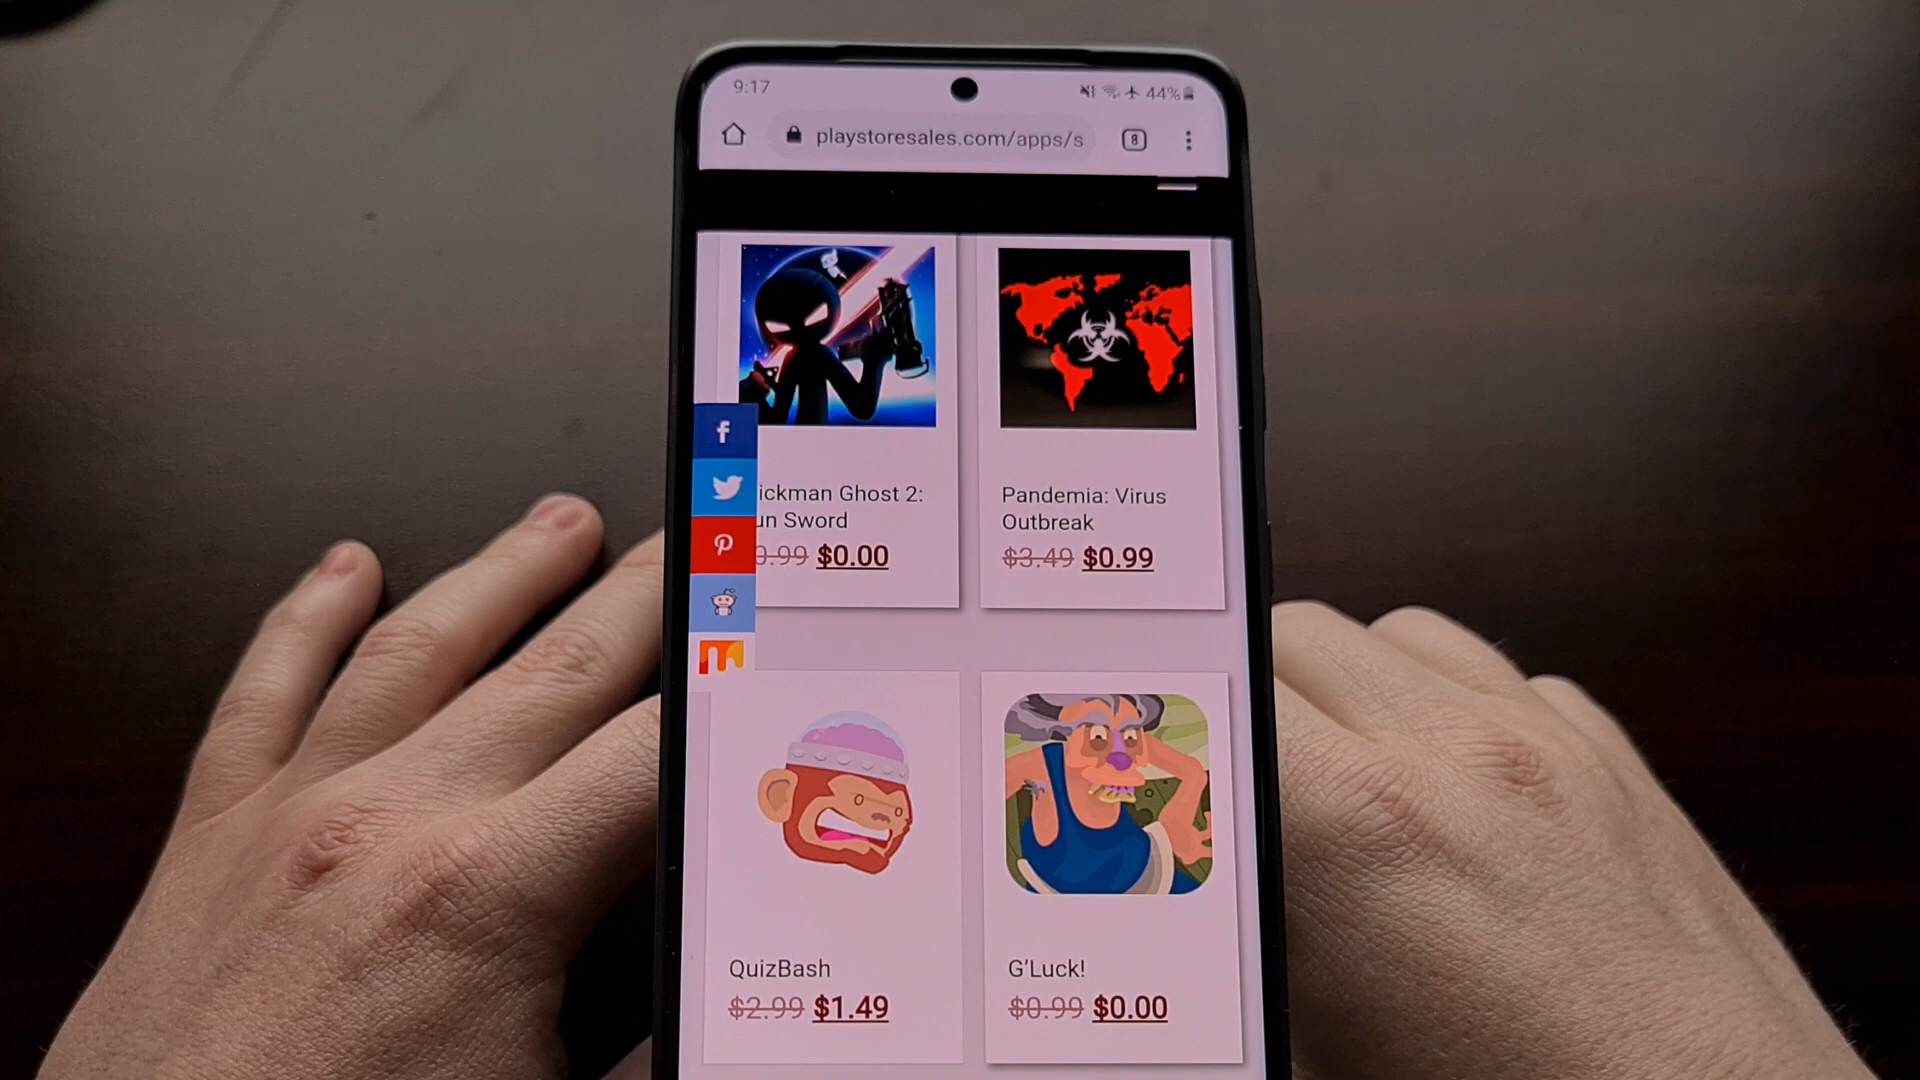 9:17
44%
playstoresales.com/apps/s
8
ickman Ghost 2:
un Sword
0.99 $0.00
Pandemia: Virus
Outbreak
$3.49 $0.99
QuizBash
$2.99 $1.49
G'Luck!
$0.99 $0.00